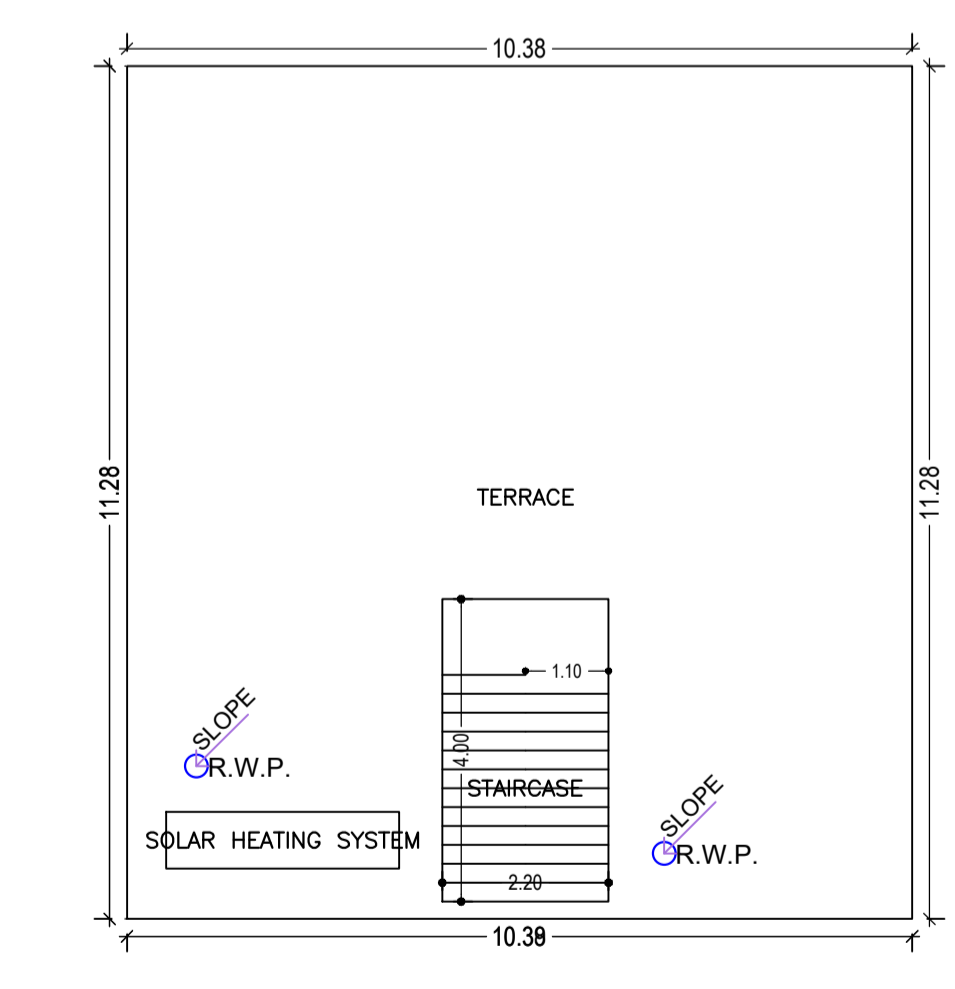 10.38
11.28
11.28
TERRACE
1.10
SLOPE
R.W.P.
4.00
STAIRCASE
SLOPE
R.W.P.
SOLAR HEATING SYSTEM
2.20